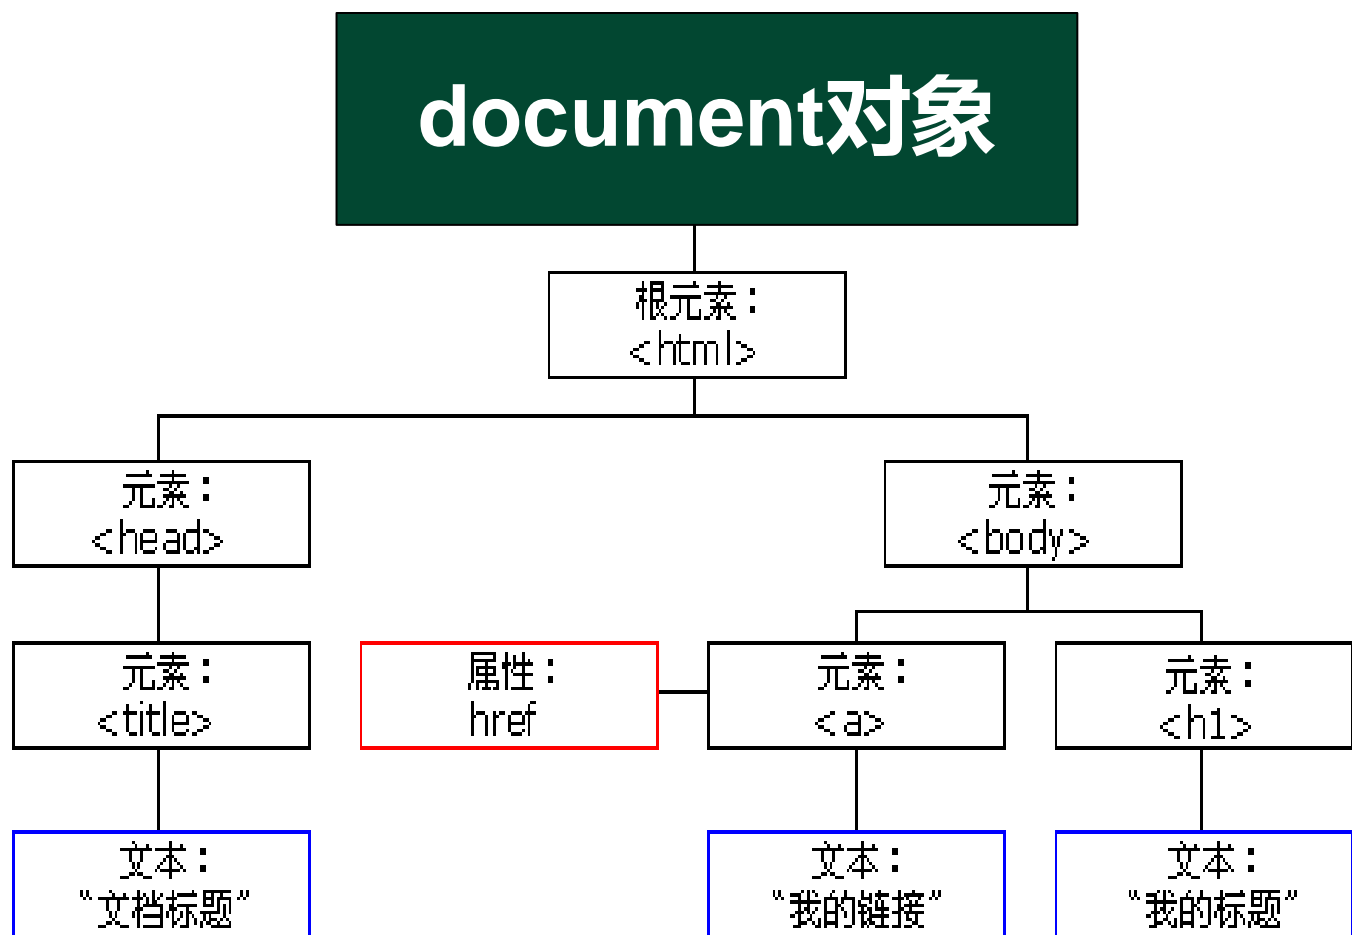 document对象
根元素：
<html>
元素：
<head>
元素：
<body>
元素：
<title>
属性：
href
元素：
<a>
元素：
<h1>
文本：
“文档标题”
文本：
“我的链接”
文本：
“我的标题”